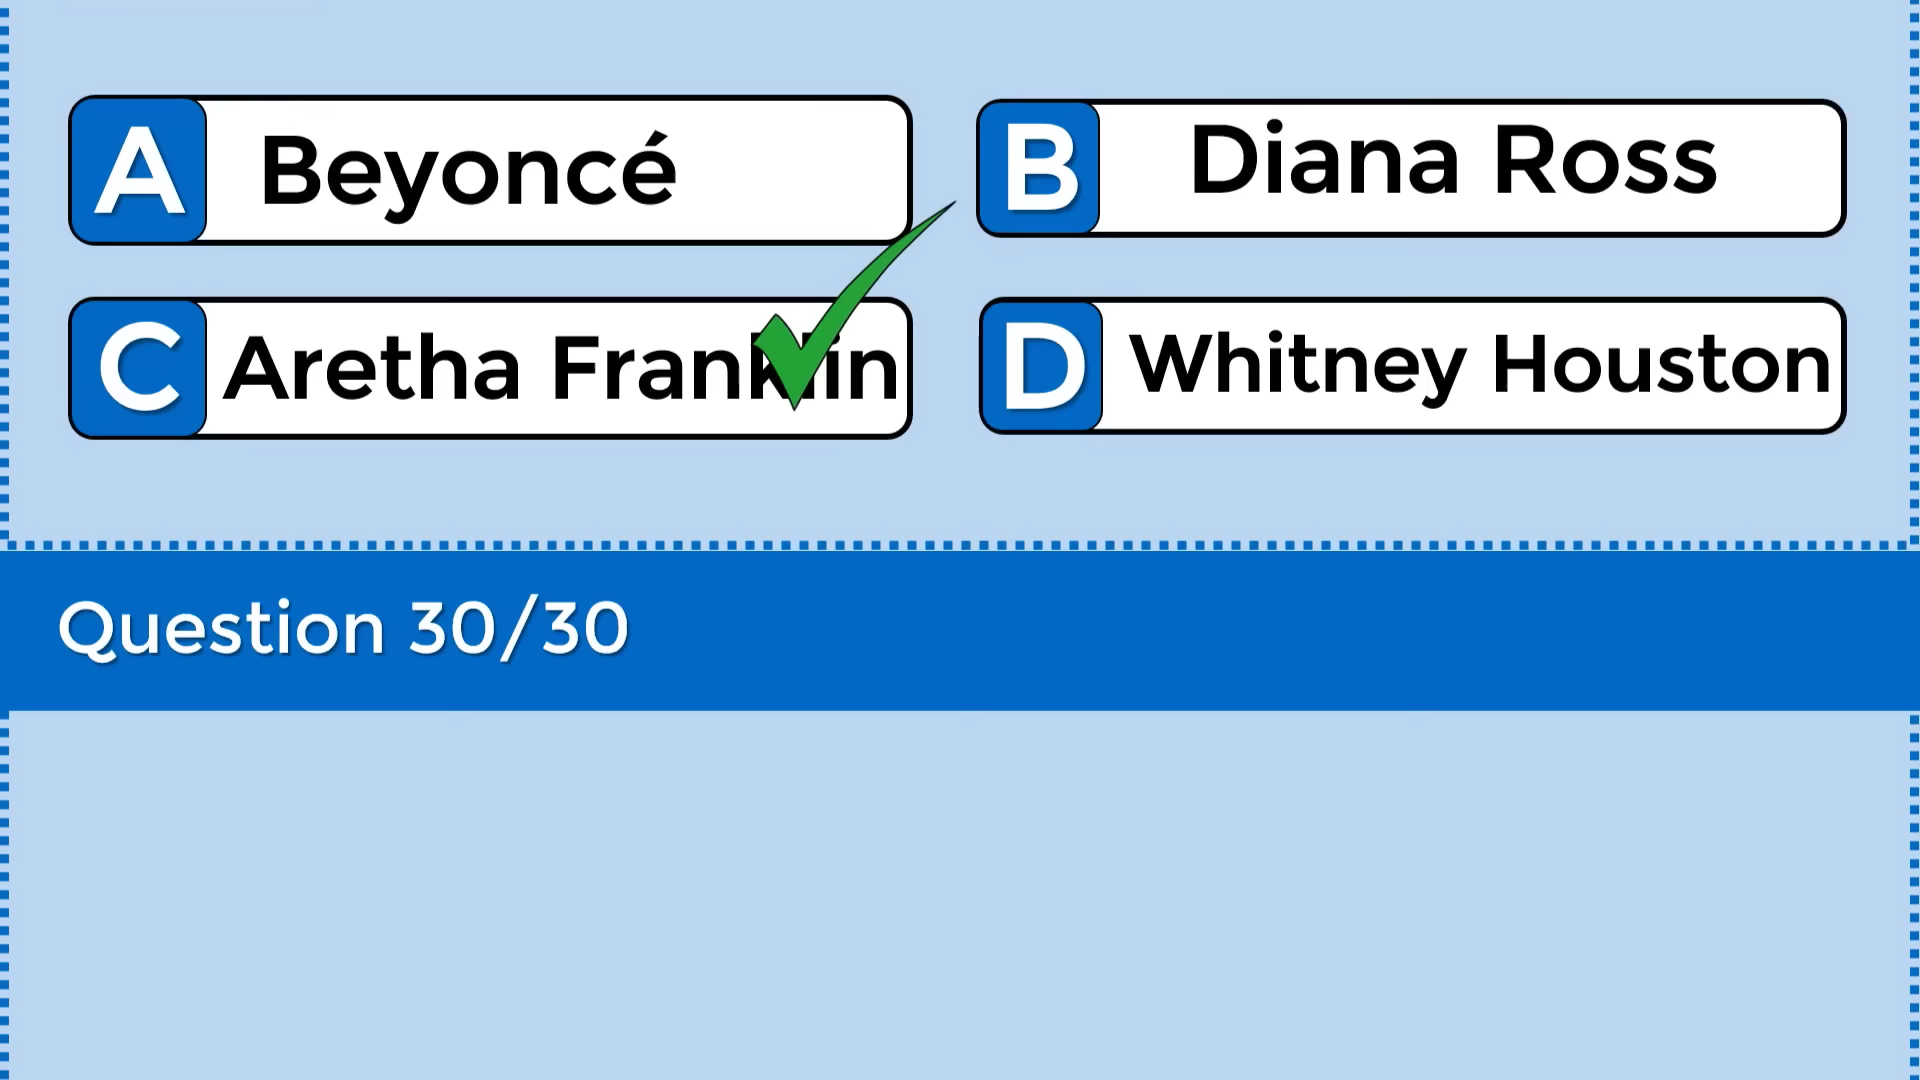 A Beyoncé
B Diana Ross
C Aretha Franklin
D Whitney Houston
Question 30/30